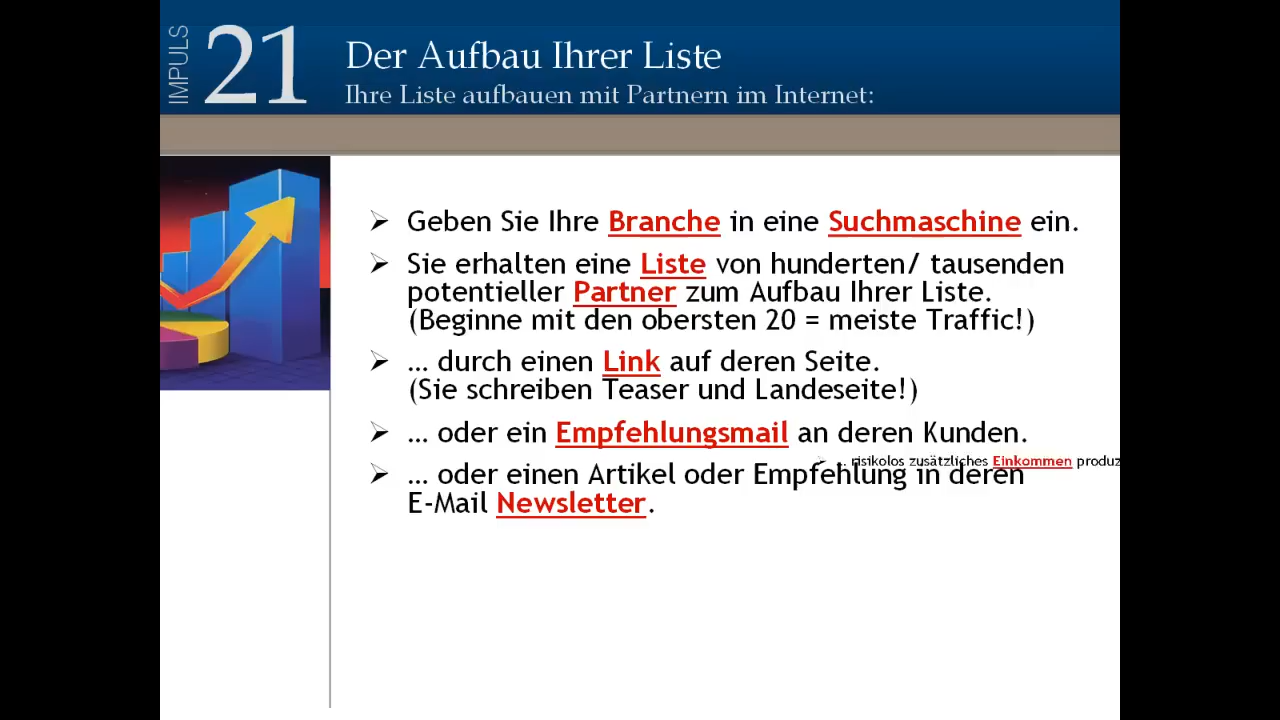 IMPULS 21
Der Aufbau Ihrer Liste
Ihre Liste aufbauen mit Partnern im Internet:
Geben Sie Ihre Branche in eine Suchmaschine ein.
Sie erhalten eine Liste von hunderten/ tausenden
potentieller Partner zum Aufbau Ihrer Liste.
(Beginne mit den obersten 20 = meiste Traffic!)
... durch einen Link auf deren Seite.
(Sie schreiben Teaser und Landeseite!)
... oder ein Empfehlungsmail an deren Kunden.
... risikolos zusätzliches Einkommen produz
... oder einen Artikel oder Empfehlung in deren
E-Mail Newsletter.